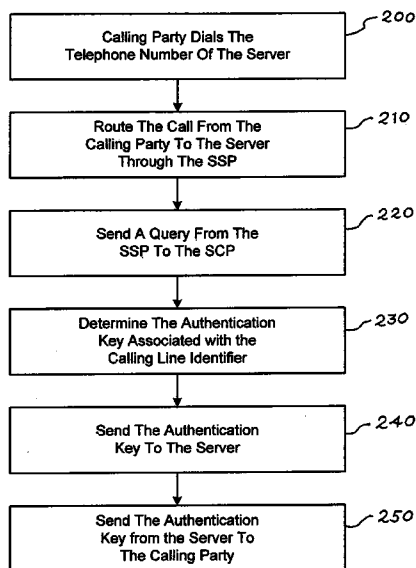 Calling Party Dials The
Telephone Number Of The Server
200
Route The Call From The
Calling Party To The Server
Through The SSP
210
Send A Query From The
SSP To The SCP
220
Determine The Authentication
Key Associated with the
Calling Line Identifier
230
Send The Authentication
Key To The Server
240
Send The Authentication
Key from the Server To
The Calling Party
250